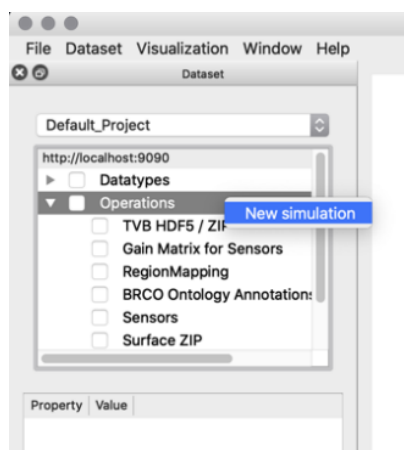 File Dataset Visualization Window Help
Dataset
Default_Project
http://localhost:9090
Datatypes
Operations
New simulation
TVB HDF5 / ZIP
Gain Matrix for Sensors
RegionMapping
BRCO Ontology Annotation
Sensors
Surface ZIP
Property Value